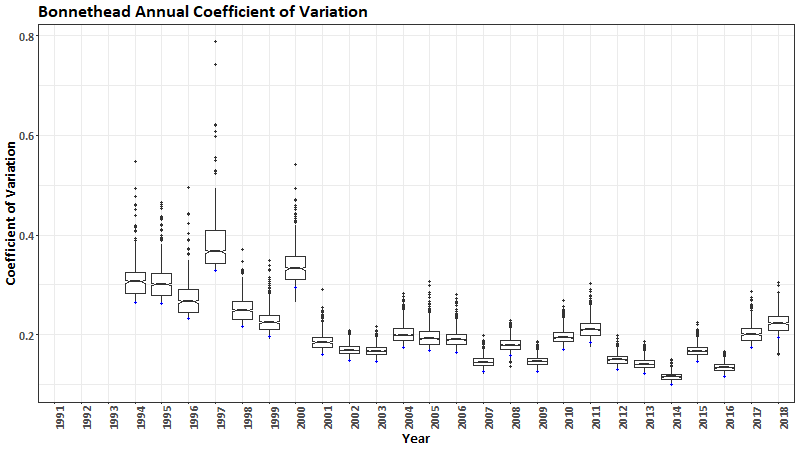 Bonnethead Annual Coefficient of Variation
0.8
0.6
0.4
0.2
Coefficient of Variation
1991 1992 1993 1994 1995 1996 1997 1998 1999 2000 2001 2002 2003 2004 2005 2006 2007 2008 2009 2010 2011 2012 2013 2014 2015 2016 2017 2018
Year